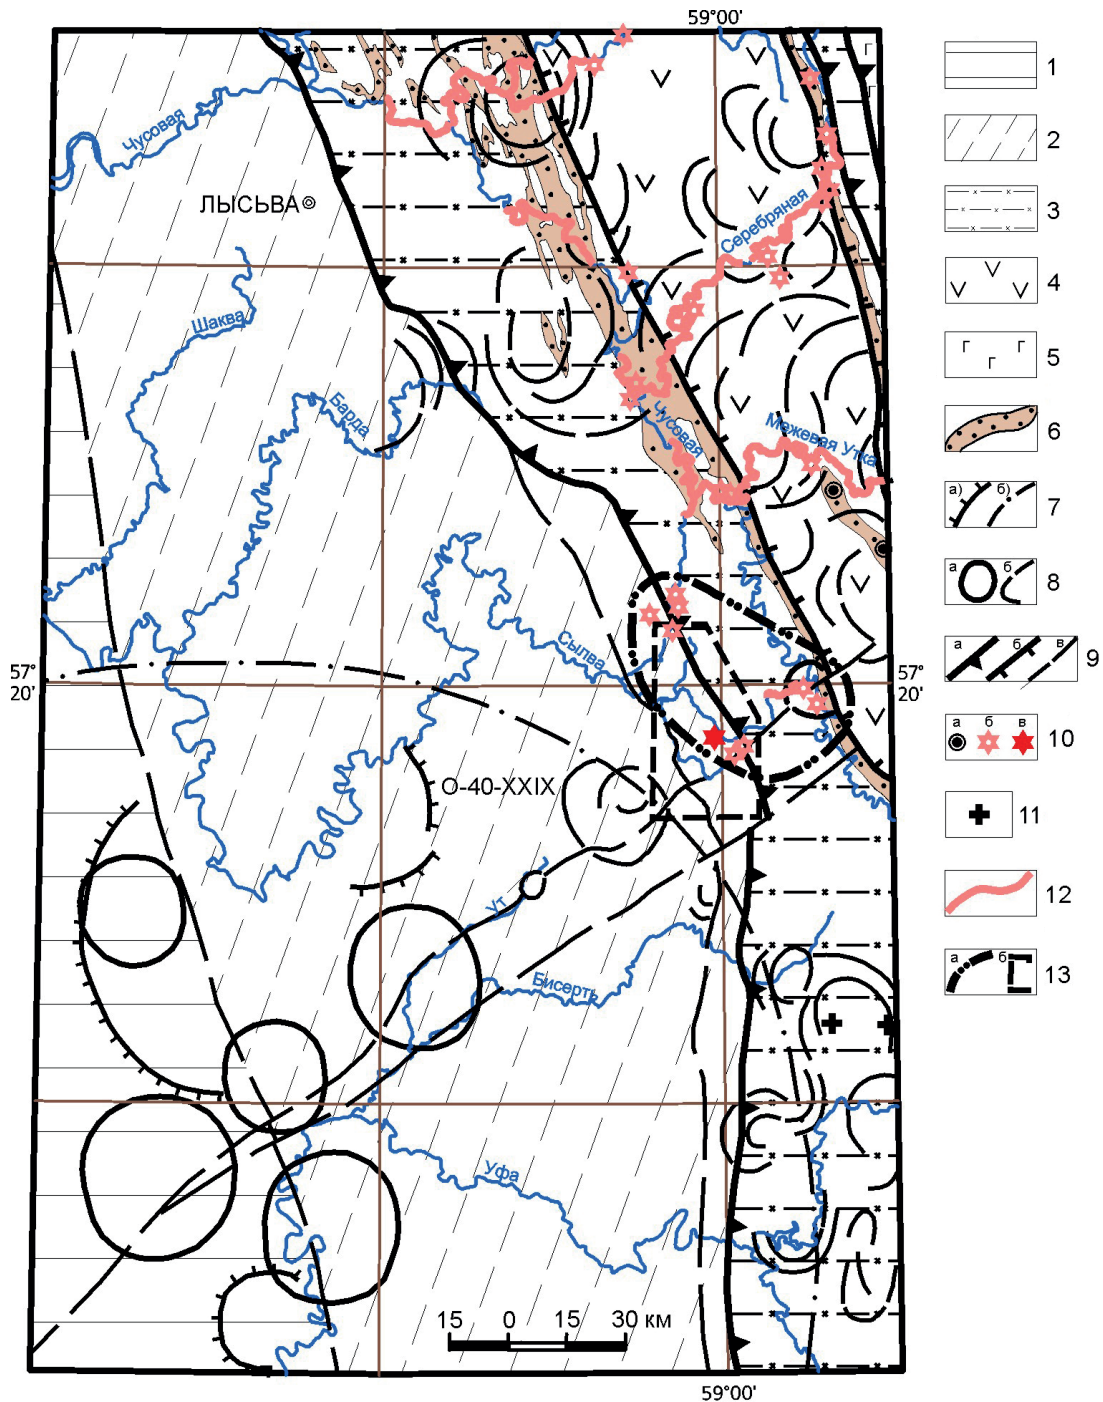 59°00'
Чусовая
ЛЫСЬВА
Серебряная
Шаква
Барда
Чусовая
Межевая Утка
57°
20'
Сылва
57°
20'
О-40-XXIX
Ут
Бисерть
Уфа
15 0 15 30 км
59°00'
1
2
3
4
Г Г Г
5
6
а) б)
7
а б
8
а б в
9
а б в
10
11
12
а б
13
Г
Г